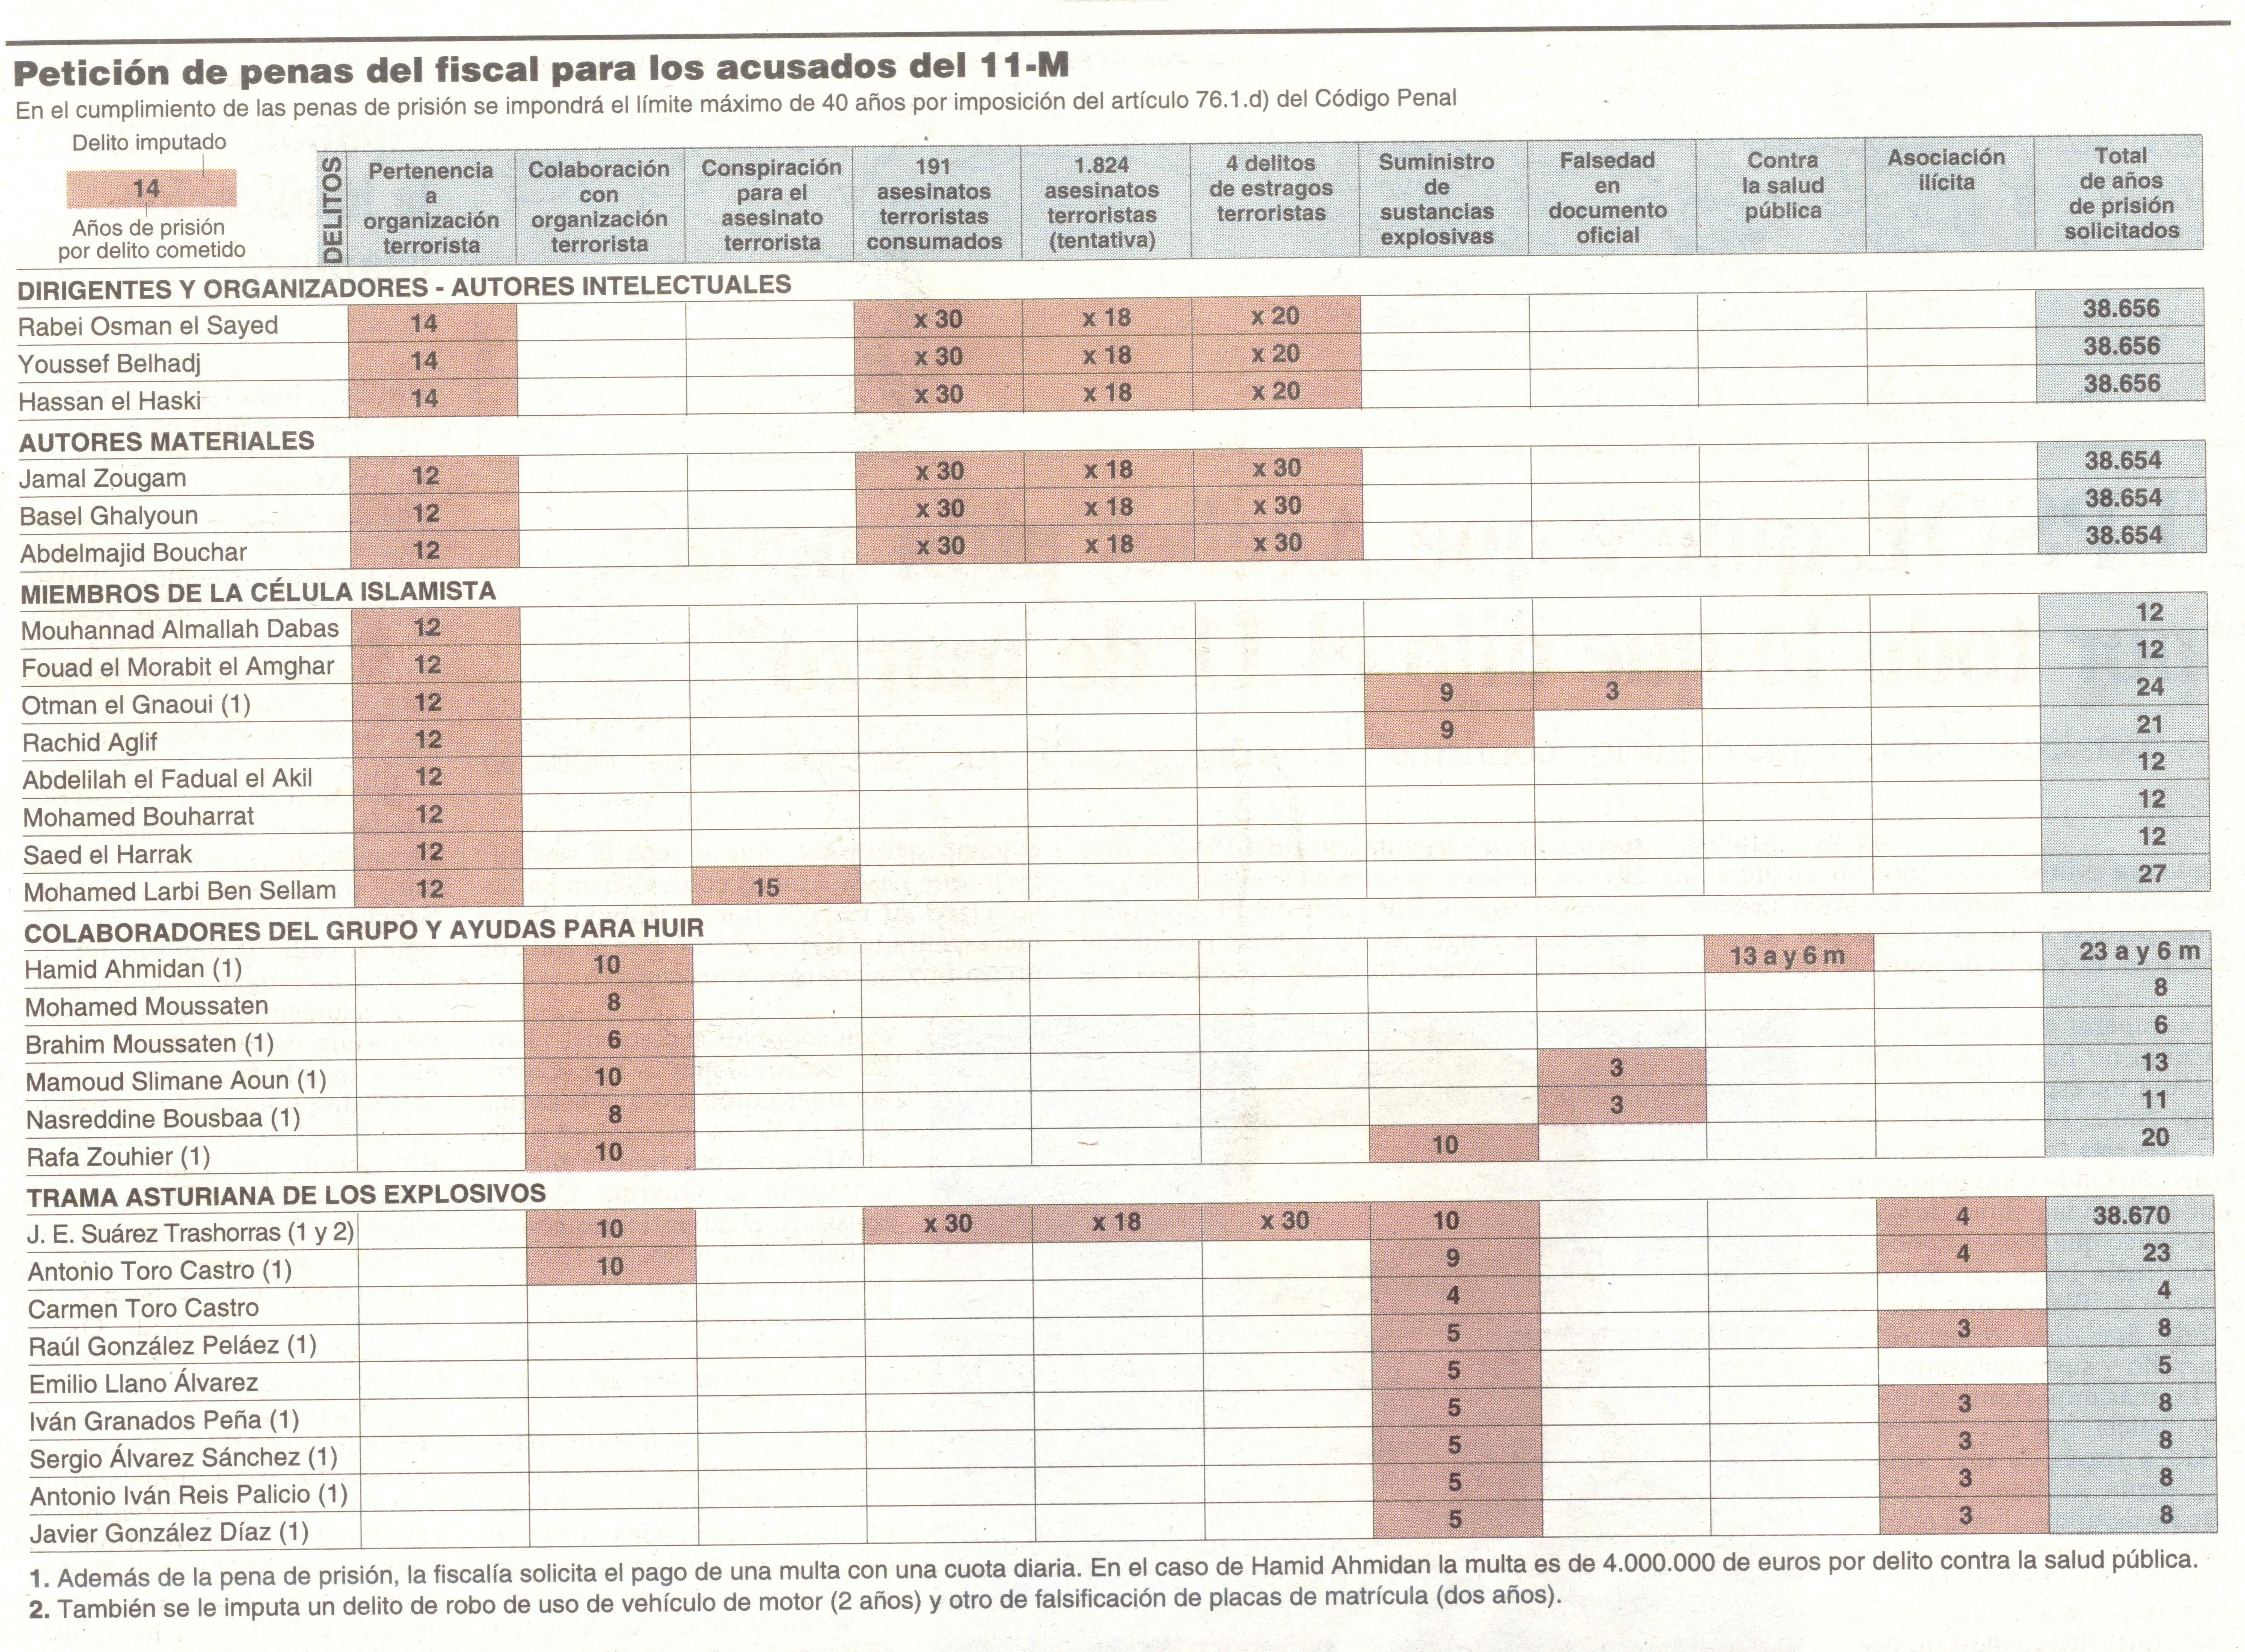 Petición de penas del fiscal para los acusados del 11-M
En el cumplimiento de las penas de prisión se impondrá el límite máximo de 40 años por imposición del artículo 76.1.d) del Código Penal
Delito imputado
14
Años de prisión
por delito cometido
DELITOS
Pertenencia a organización terrorista
Colaboración con organización terrorista
Conspiración para el asesinato terrorista
191 asesinatos terroristas consumados
1.824 asesinatos terroristas (tentativa)
4 delitos de estragos terroristas
Suministro de sustancias explosivas
Falsedad en documento oficial
Contra la salud pública
Asociación ilícita
Total de años de prisión solicitados
DIRIGENTES Y ORGANIZADORES - AUTORES INTELECTUALES
Rabei Osman el Sayed 14 x 30 x 18 x 20 38.656
Youssef Belhadj 14 x 30 x 18 x 20 38.656
Hassan el Haski 14 x 30 x 18 x 20 38.656
AUTORES MATERIALES
Jamal Zougam 12 x 30 x 18 x 30 38.654
Basel Ghalyoun 12 x 30 x 18 x 30 38.654
Abdelmajid Bouchar 12 x 30 x 18 x 30 38.654
MIEMBROS DE LA CÉLULA ISLAMISTA
Mouhannad Almallah Dabas 12 12
Fouad el Morabit el Amghar 12 12
Otman el Gnaoui (1) 12 9 3 24
Rachid Aglif 12 9 21
Abdelilah el Fadual el Akil 12 12
Mohamed Bouharrat 12 12
Saed el Harrak 12 12
Mohamed Larbi Ben Sellam 12 15 27
COLABORADORES DEL GRUPO Y AYUDAS PARA HUIR
Hamid Ahmidan (1) 10 13 a y 6 m 23 a y 6 m
Mohamed Moussaten 8 8
Brahim Moussaten (1) 6 6
Mamoud Slimane Aoun (1) 10 3 13
Nasreddine Bousbaa (1) 8 3 11
Rafa Zouhier (1) 10 10 20
TRAMA ASTURIANA DE LOS EXPLOSIVOS
J. E. Suárez Trashorras (1 y 2) 10 x 30 x 18 x 30 10 4 38.670
Antonio Toro Castro (1) 10 9 4 23
Carmen Toro Castro 4 4
Raúl González Peláez (1) 5 3 8
Emilio Llano Álvarez 5 5
Iván Granados Peña (1) 5 3 8
Sergio Álvarez Sánchez (1) 5 3 8
Antonio Iván Reis Palicio (1) 5 3 8
Javier González Díaz (1) 5 3 8
1. Además de la pena de prisión, la fiscalía solicita el pago de una multa con una cuota diaria. En el caso de Hamid Ahmidan la multa es de 4.000.000 de euros por delito contra la salud pública.
2. También se le imputa un delito de robo de uso de vehículo de motor (2 años) y otro de falsificación de placas de matrícula (dos años).